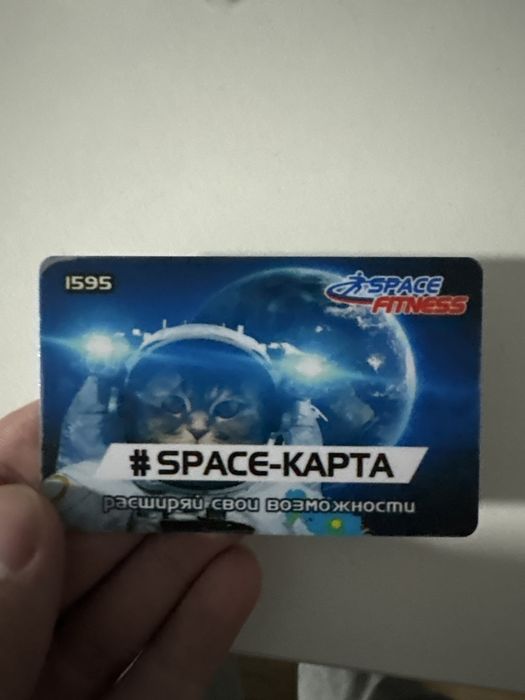 1595
SPACE
FITNESS
#SPACE-КАРТА
расширяй свои возможности